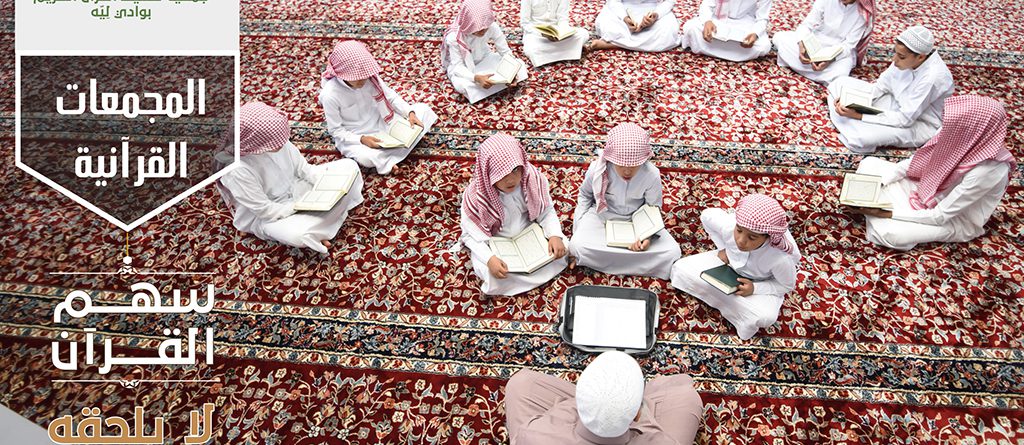 بوادي ليّه
المجمعات
القرآنية
سهم
القرآن
لا يلحقه